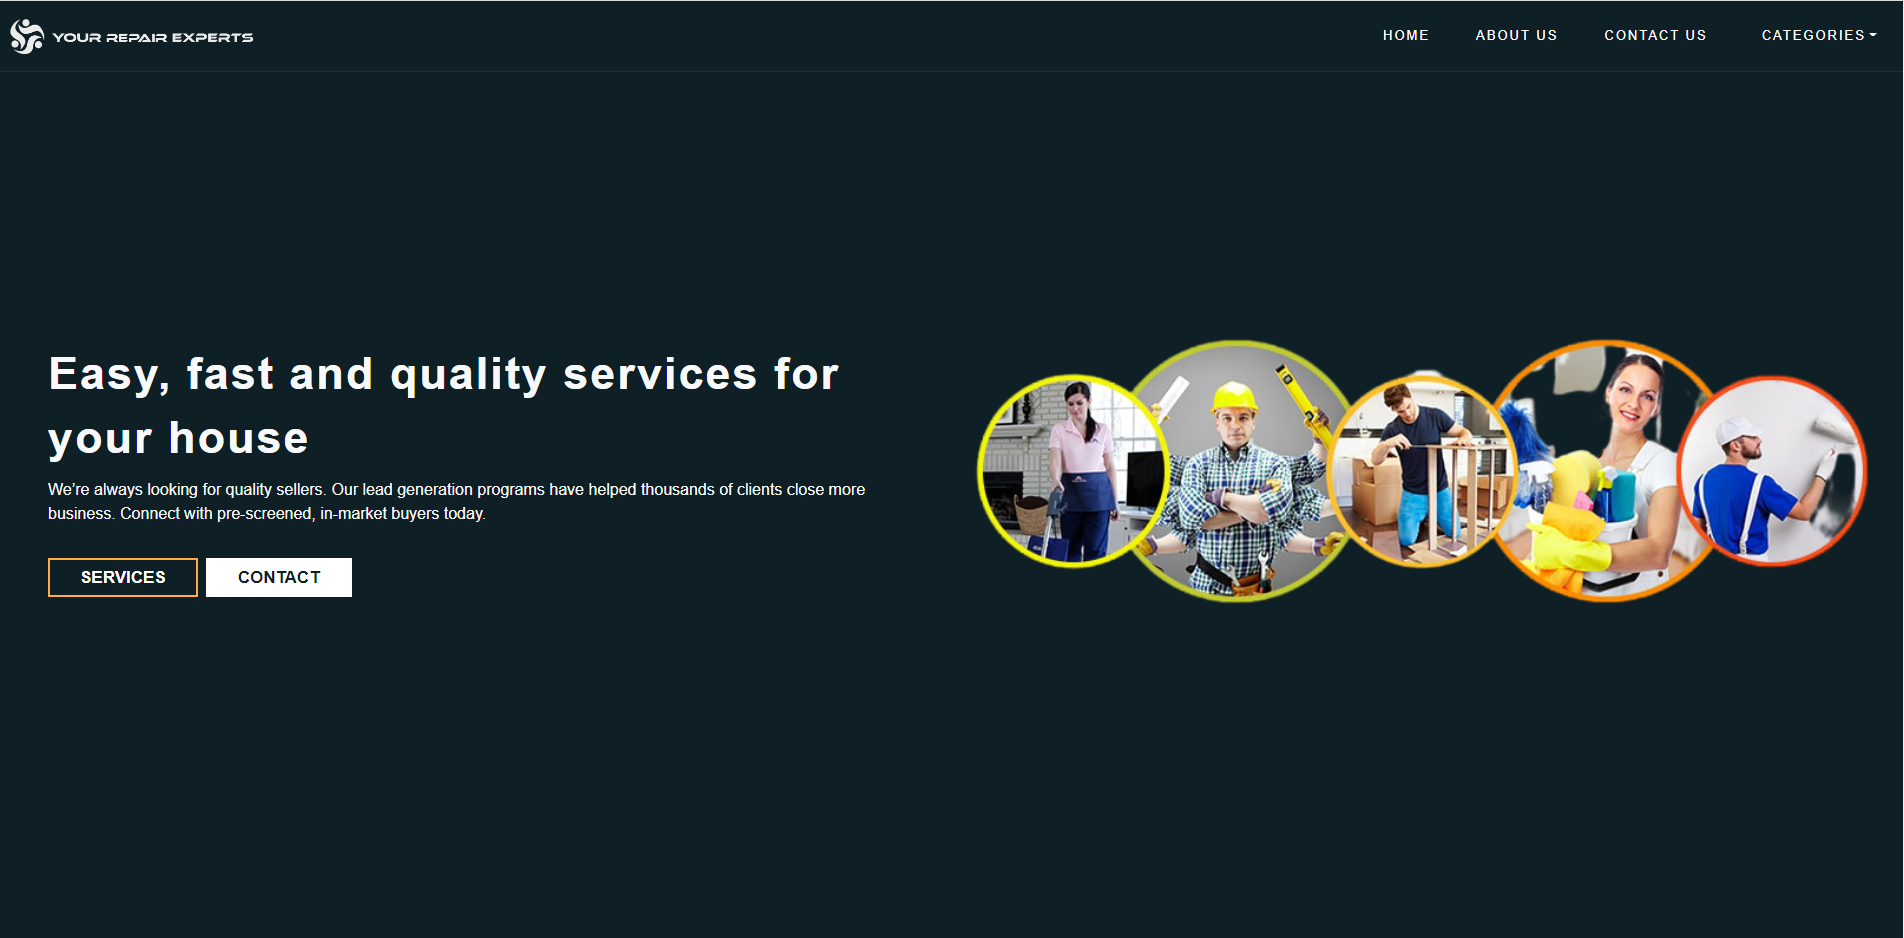 YOUR REPAIR EXPERTS
HOME
ABOUT US
CONTACT US
CATEGORIES
Easy, fast and quality services for
your house
We’re always looking for quality sellers. Our lead generation programs have helped thousands of clients close more
business. Connect with pre-screened, in-market buyers today.
SERVICES
CONTACT